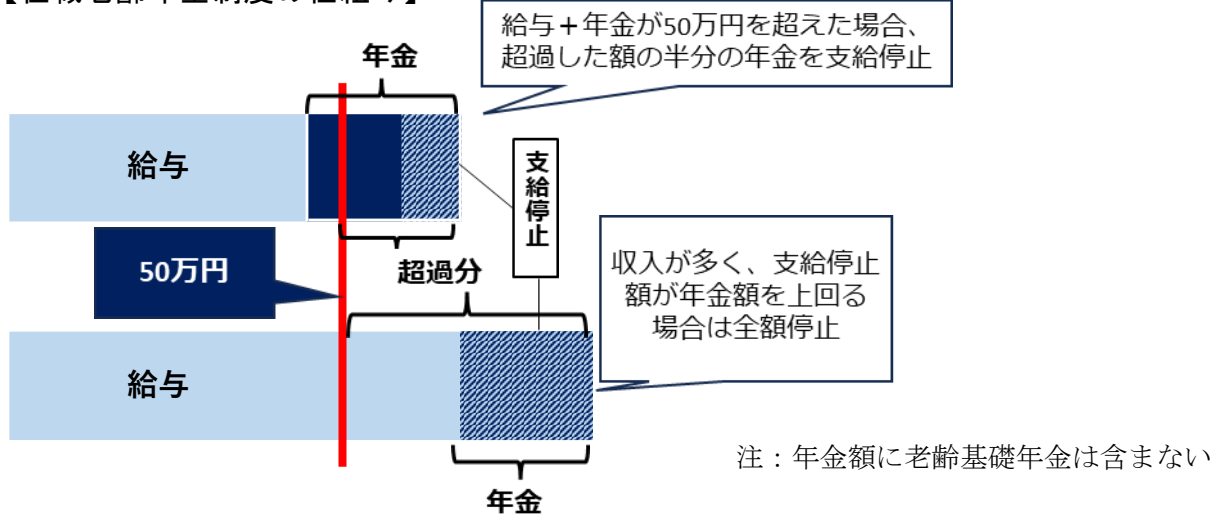 給与＋年金が50万円を超えた場合、
超過した額の半分の年金を支給停止
年金
給与
支給停止
50万円
超過分
収入が多く、支給停止
額が年金額を上回る
場合は全額停止
給与
注：年金額に老齢基礎年金は含まない
年金